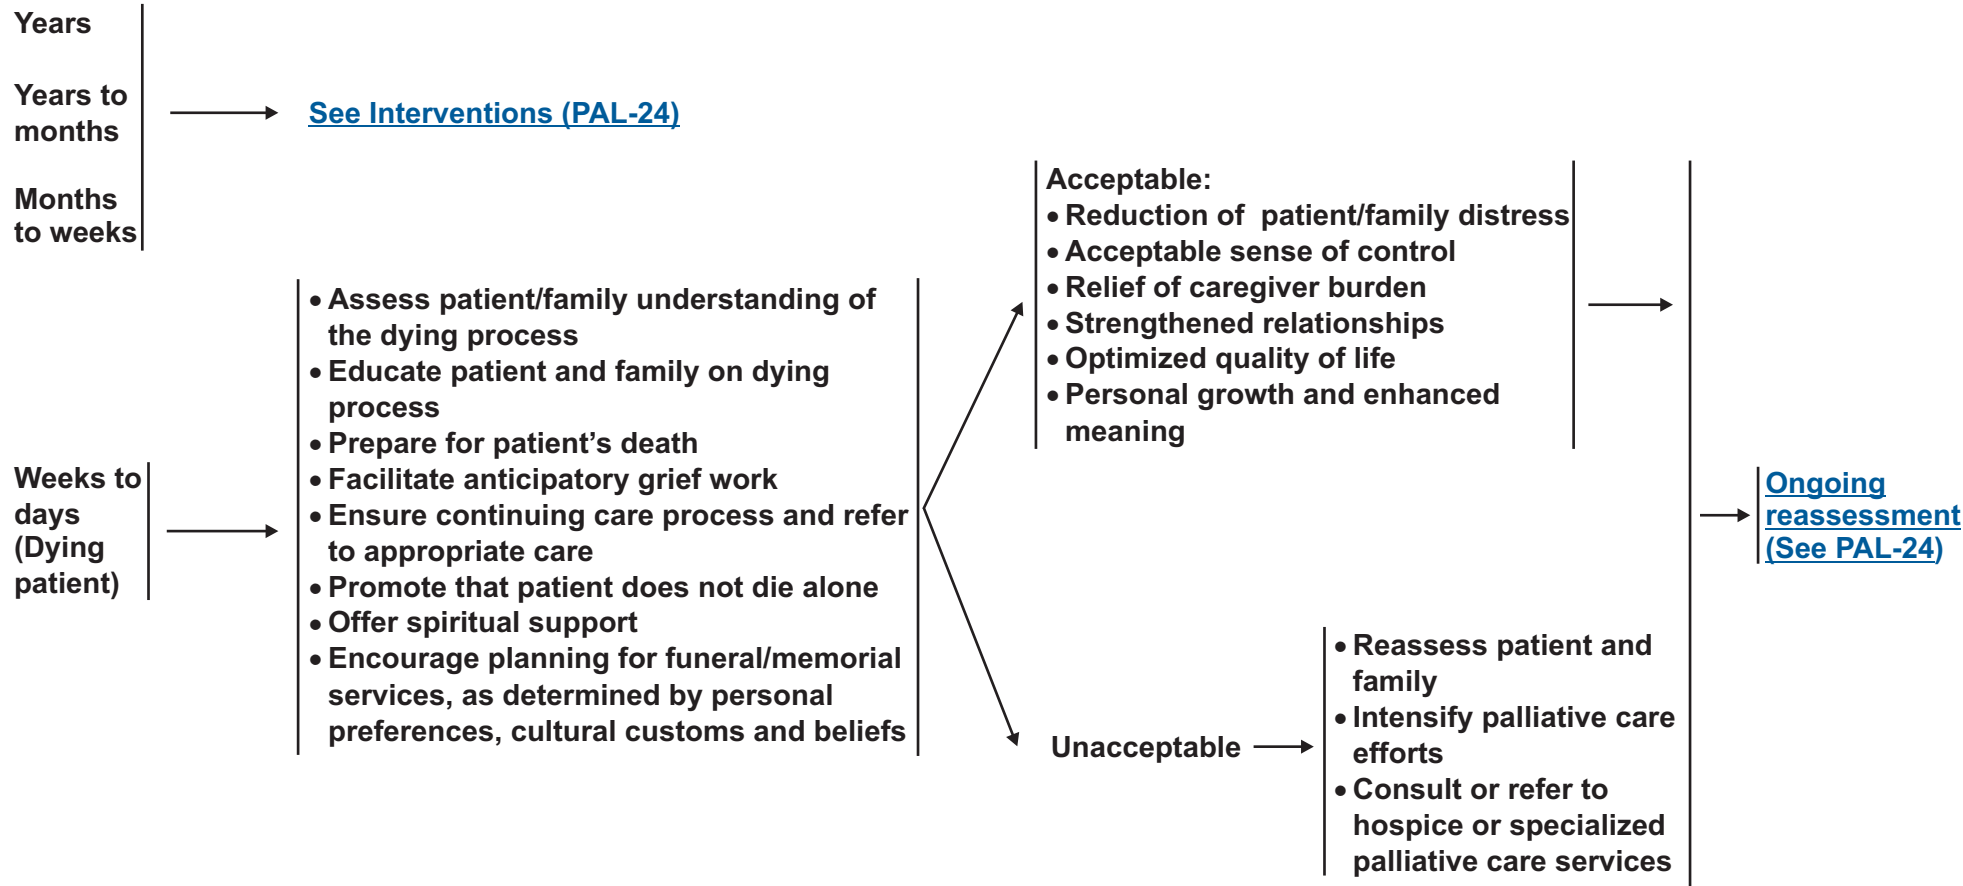 Years
Years to
months
Months
to weeks
See Interventions (PAL-24)
Weeks to
days
(Dying
patient)
• Assess patient/family understanding of
the dying process
• Educate patient and family on dying
process
• Prepare for patient’s death
• Facilitate anticipatory grief work
• Ensure continuing care process and refer
to appropriate care
• Promote that patient does not die alone
• Offer spiritual support
• Encourage planning for funeral/memorial
services, as determined by personal
preferences, cultural customs and beliefs
Acceptable:
• Reduction of patient/family distress
• Acceptable sense of control
• Relief of caregiver burden
• Strengthened relationships
• Optimized quality of life
• Personal growth and enhanced
meaning
Unacceptable
• Reassess patient and
family
• Intensify palliative care
efforts
• Consult or refer to
hospice or specialized
palliative care services
Ongoing
reassessment
(See PAL-24)